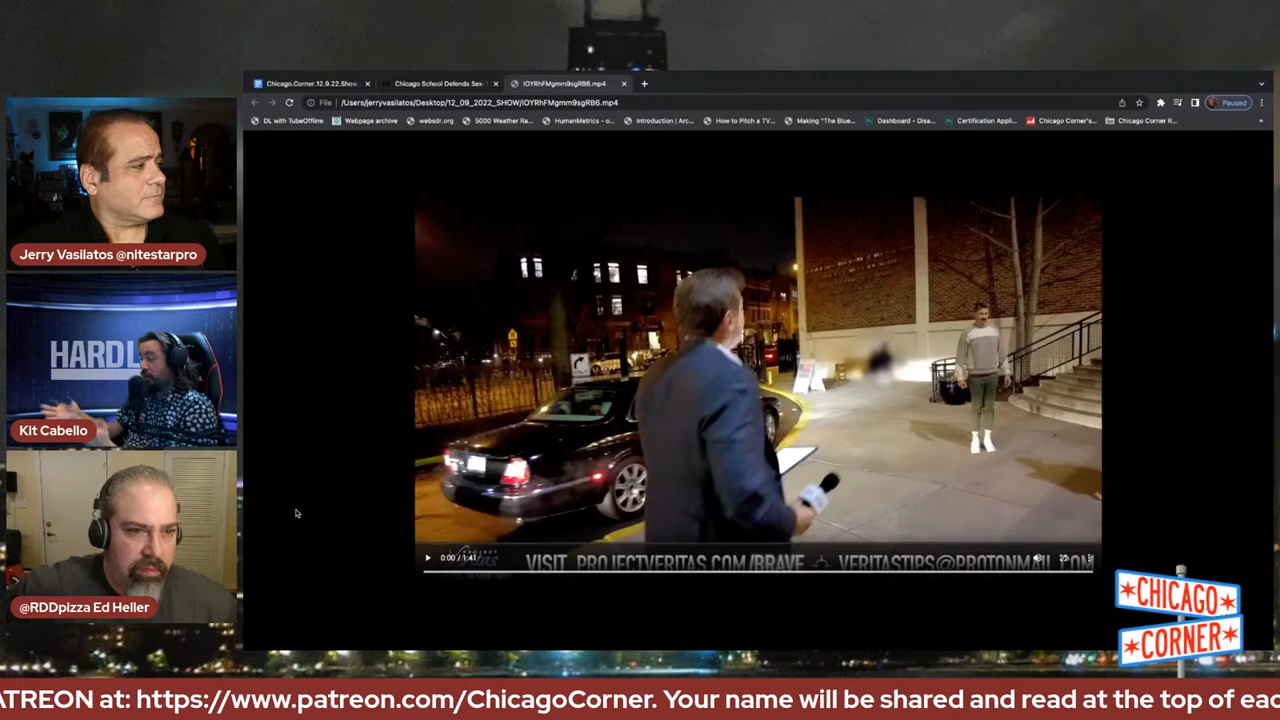 Chicago.Corner.12.9.22.Show
Chicago School Defends Sex-
IOYRhFMgmm9sgRB6.mp4
File
/Users/jerryvasilatos/Desktop/12_09_2022_SHOW/IOYRhFMgmm9sgRB6.mp4
Paused
DL with TubeOffline
Webpage archive
websdr.org
5000 Weather Ra...
HumanMetrics - o...
Introduction | Arc...
How to Pitch a TV...
Making "The Blue...
Dashboard - Disa...
Certification Appli...
Chicago Corner's...
Chicago Corner R...
Jerry Vasilatos @nitestarpro
HARDL
Kit Cabello
@RDDpizza Ed Heller
0:00 / 1:41
PROJECT
VISIT PROJECTVERITAS.COM/BRAVE
VERITASTIPS@PROTONMAIL.COM
CHICAGO
CORNER
ATREON at: https://www.patreon.com/ChicagoCorner. Your name will be shared and read at the top of eac